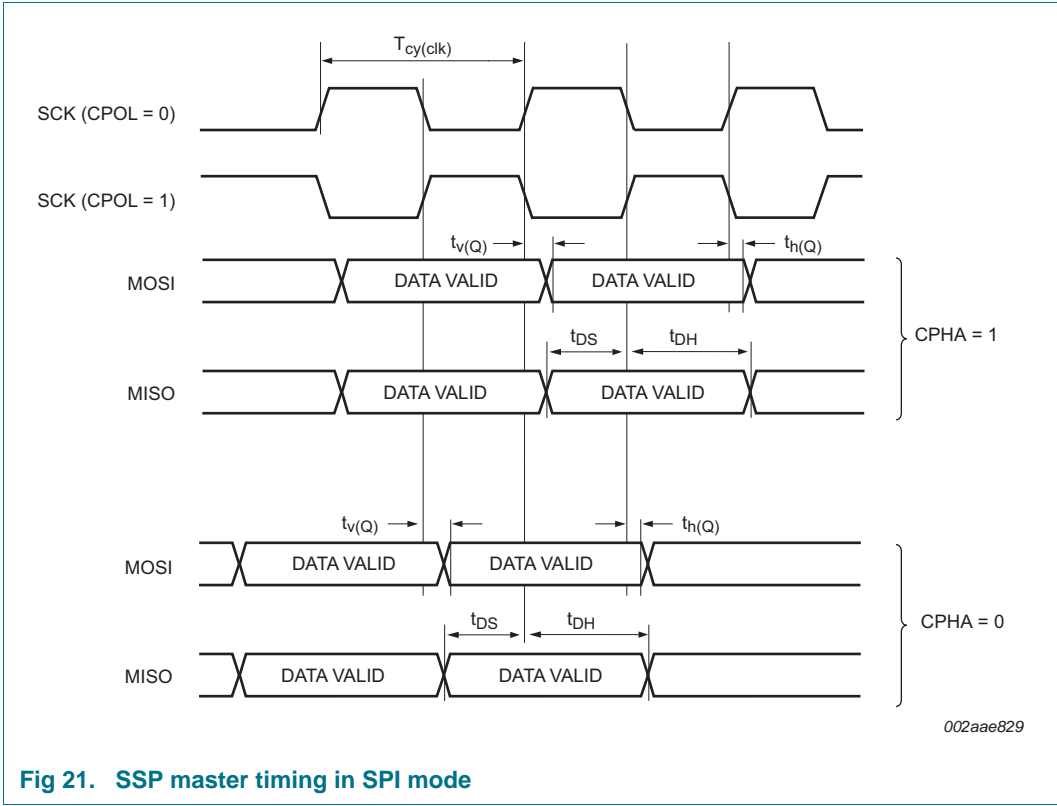 Tcy(clk)
SCK (CPOL = 0)
SCK (CPOL = 1)
tv(Q) th(Q)
MOSI DATA VALID DATA VALID
CPHA = 1
tDS tDH
MISO DATA VALID DATA VALID
tv(Q) th(Q)
MOSI DATA VALID DATA VALID
CPHA = 0
tDS tDH
MISO DATA VALID DATA VALID
002aae829
Fig 21. SSP master timing in SPI mode